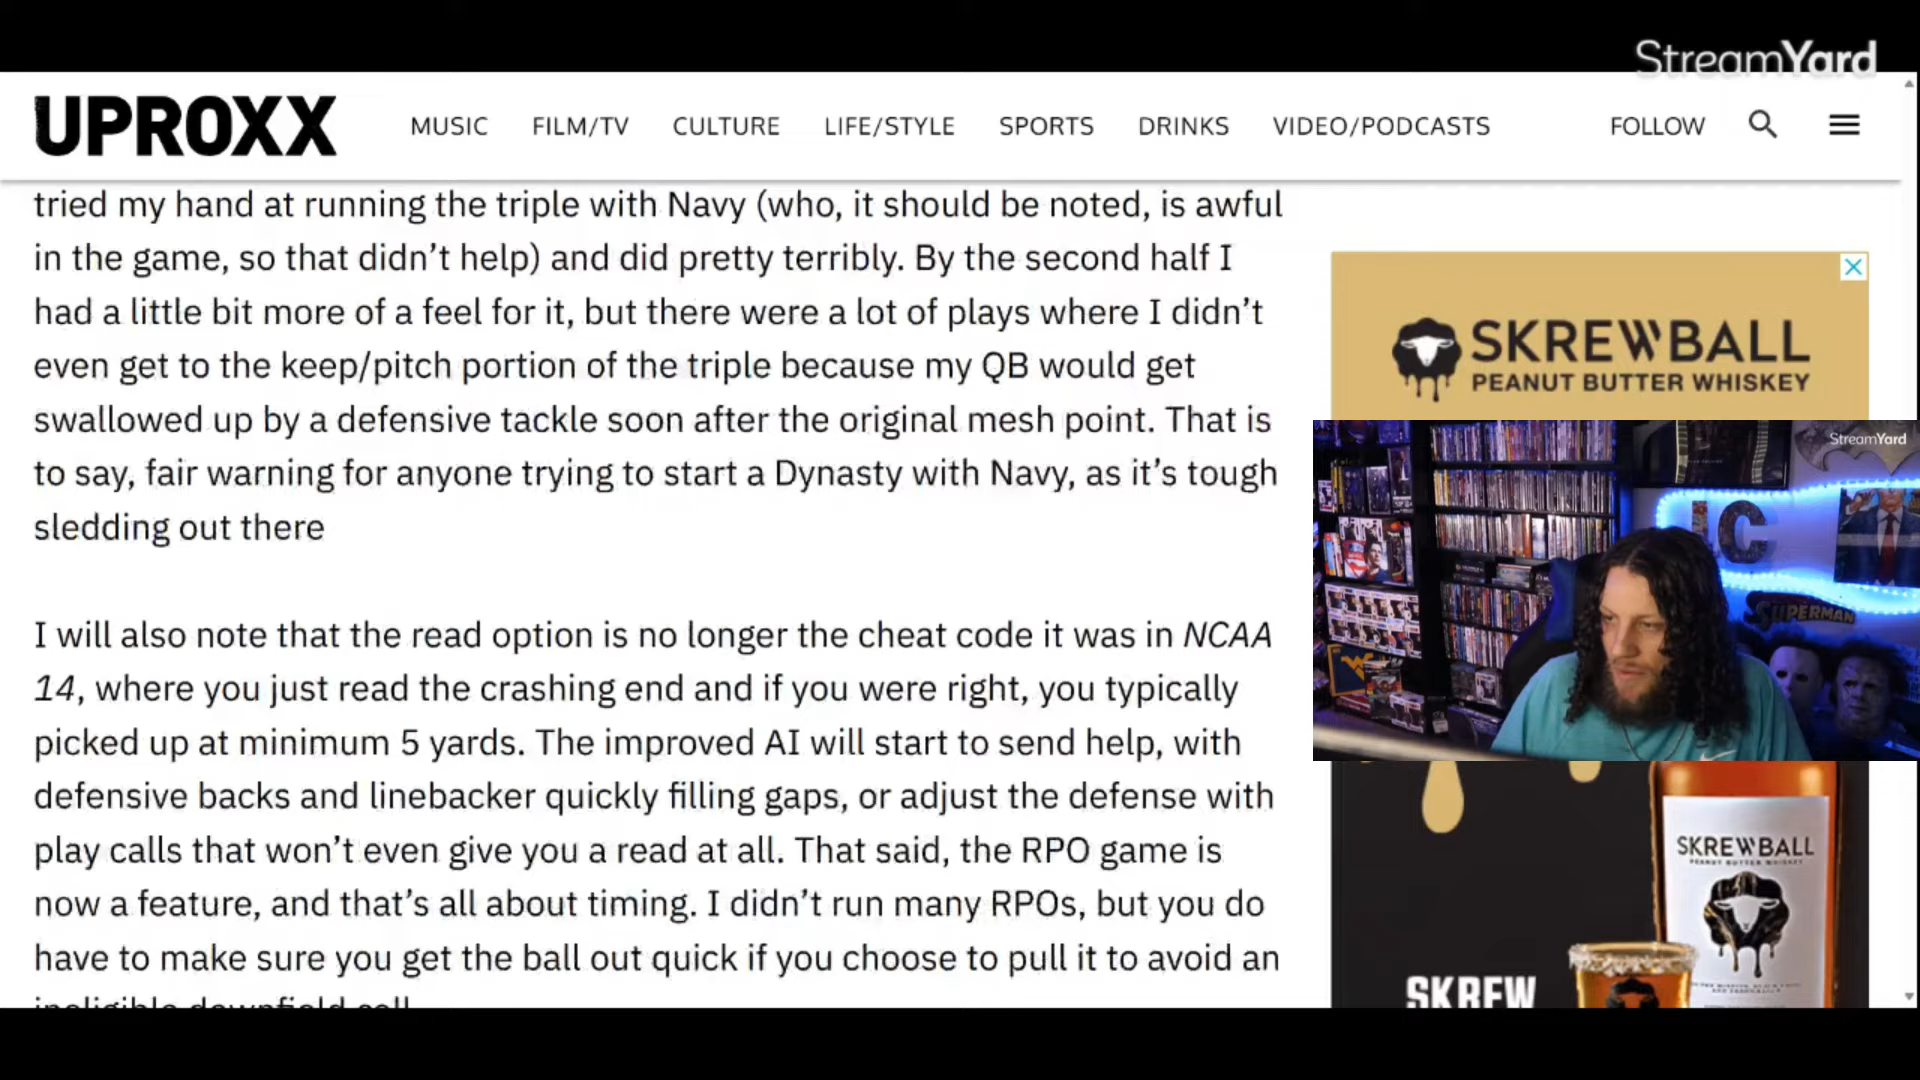 StreamYard
UPROXX
MUSIC FILM/TV CULTURE LIFE/STYLE SPORTS DRINKS VIDEO/PODCASTS FOLLOW
tried my hand at running the triple with Navy (who, it should be noted, is awful
in the game, so that didn’t help) and did pretty terribly. By the second half I
had a little bit more of a feel for it, but there were a lot of plays where I didn’t
even get to the keep/pitch portion of the triple because my QB would get
swallowed up by a defensive tackle soon after the original mesh point. That is
to say, fair warning for anyone trying to start a Dynasty with Navy, as it’s tough
sledding out there
I will also note that the read option is no longer the cheat code it was in NCAA
14, where you just read the crashing end and if you were right, you typically
picked up at minimum 5 yards. The improved AI will start to send help, with
defensive backs and linebacker quickly filling gaps, or adjust the defense with
play calls that won’t even give you a read at all. That said, the RPO game is
now a feature, and that’s all about timing. I didn’t run many RPOs, but you do
have to make sure you get the ball out quick if you choose to pull it to avoid an
ineligible downfield call
SKREWBALL
PEANUT BUTTER WHISKEY
StreamYard
IC
SUPERMAN
SKREWBALL
PEANUT BUTTER WHISKEY
SKREW